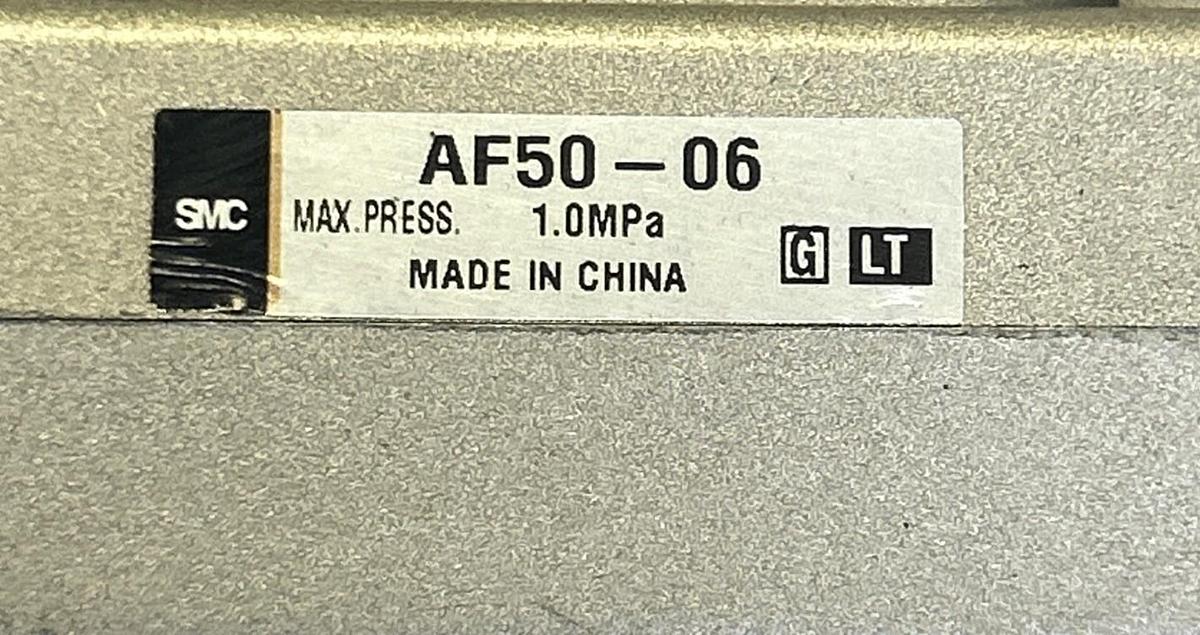 AF50-06
SMC
MAX.PRESS. 1.0MPa
MADE IN CHINA
G LT